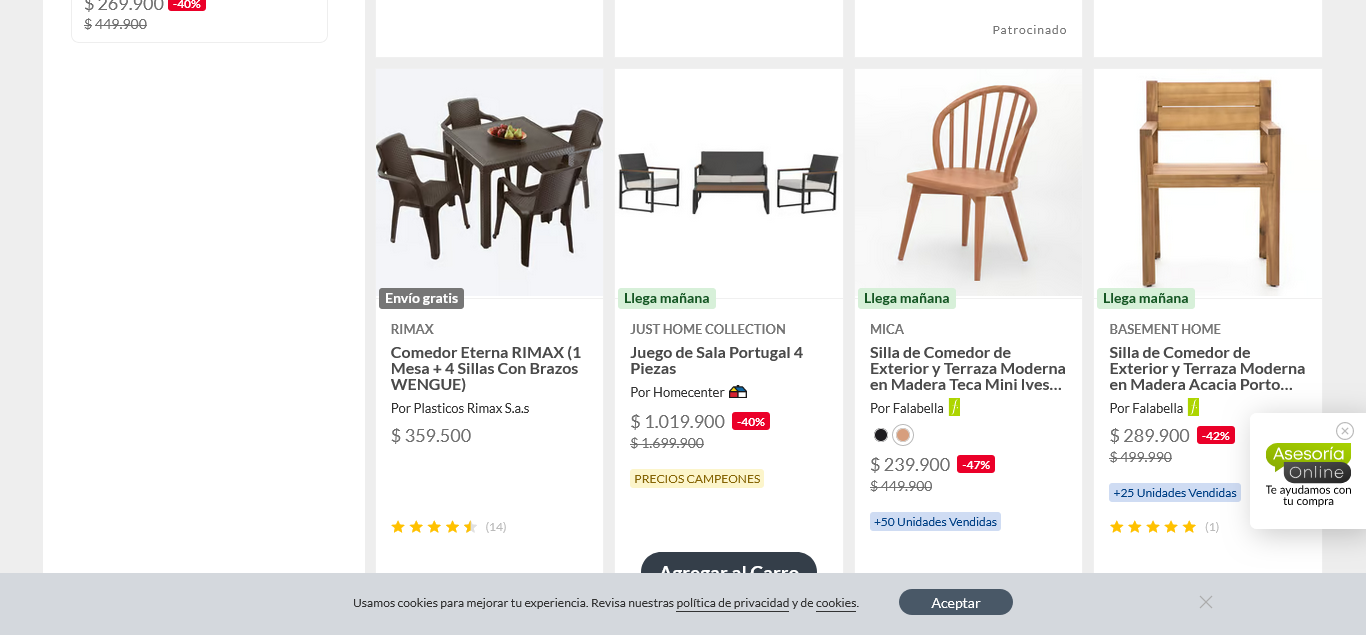 $ 269.900 -40%
$ 449.900
Patrocinado
Envío gratis
RIMAX
Comedor Eterna RIMAX (1
Mesa + 4 Sillas Con Brazos
WENGUE)
Por Plasticos Rimax S.a.s
$ 359.500
(14)
Llega mañana
JUST HOME COLLECTION
Juego de Sala Portugal 4
Piezas
Por Homecenter
$ 1.019.900 -40%
$ 1.699.900
PRECIOS CAMPEONES
Agregar al Carro
Llega mañana
MICA
Silla de Comedor de
Exterior y Terraza Moderna
en Madera Teca Mini Ives...
Por Falabella
$ 239.900 -47%
$ 449.900
+50 Unidades Vendidas
Llega mañana
BASEMENT HOME
Silla de Comedor de
Exterior y Terraza Moderna
en Madera Acacia Porto...
Por Falabella
$ 289.900 -42%
$ 499.990
+25 Unidades Vendidas
(1)
Asesoría
Online
Te ayudamos con
tu compra
Usamos cookies para mejorar tu experiencia. Revisa nuestras política de privacidad y de cookies.
Aceptar